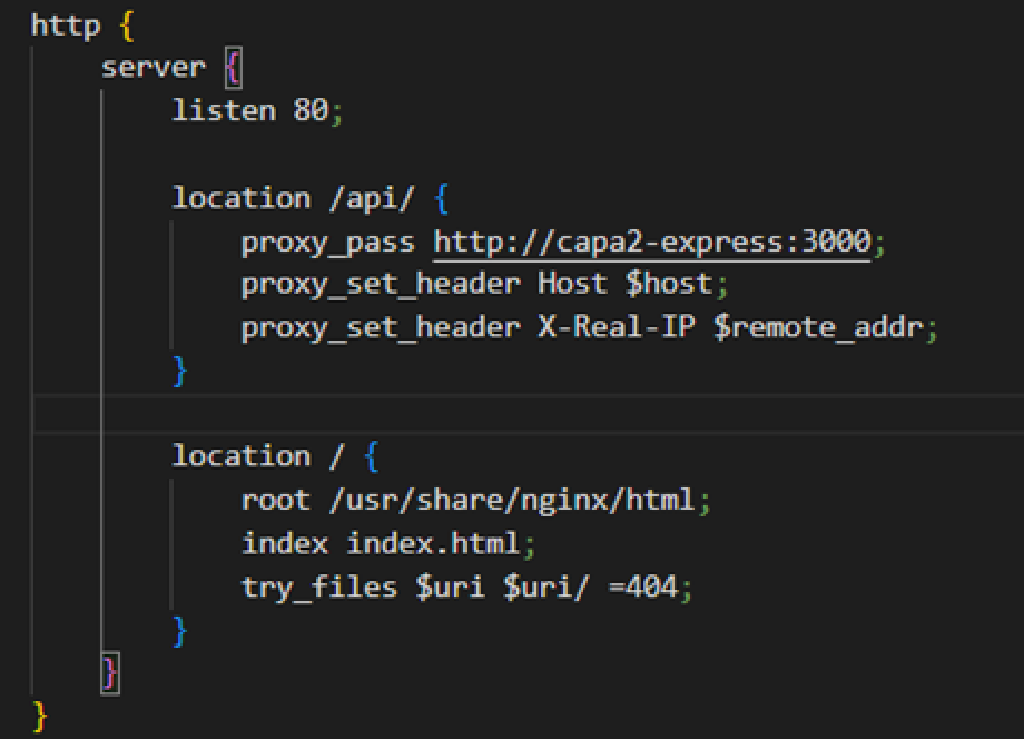 http {
server {
listen 80;
location /api/ {
proxy_pass http://capa2-express:3000;
proxy_set_header Host $host;
proxy_set_header X-Real-IP $remote_addr;
}
location / {
root /usr/share/nginx/html;
index index.html;
try_files $uri $uri/ =404;
}
}
}